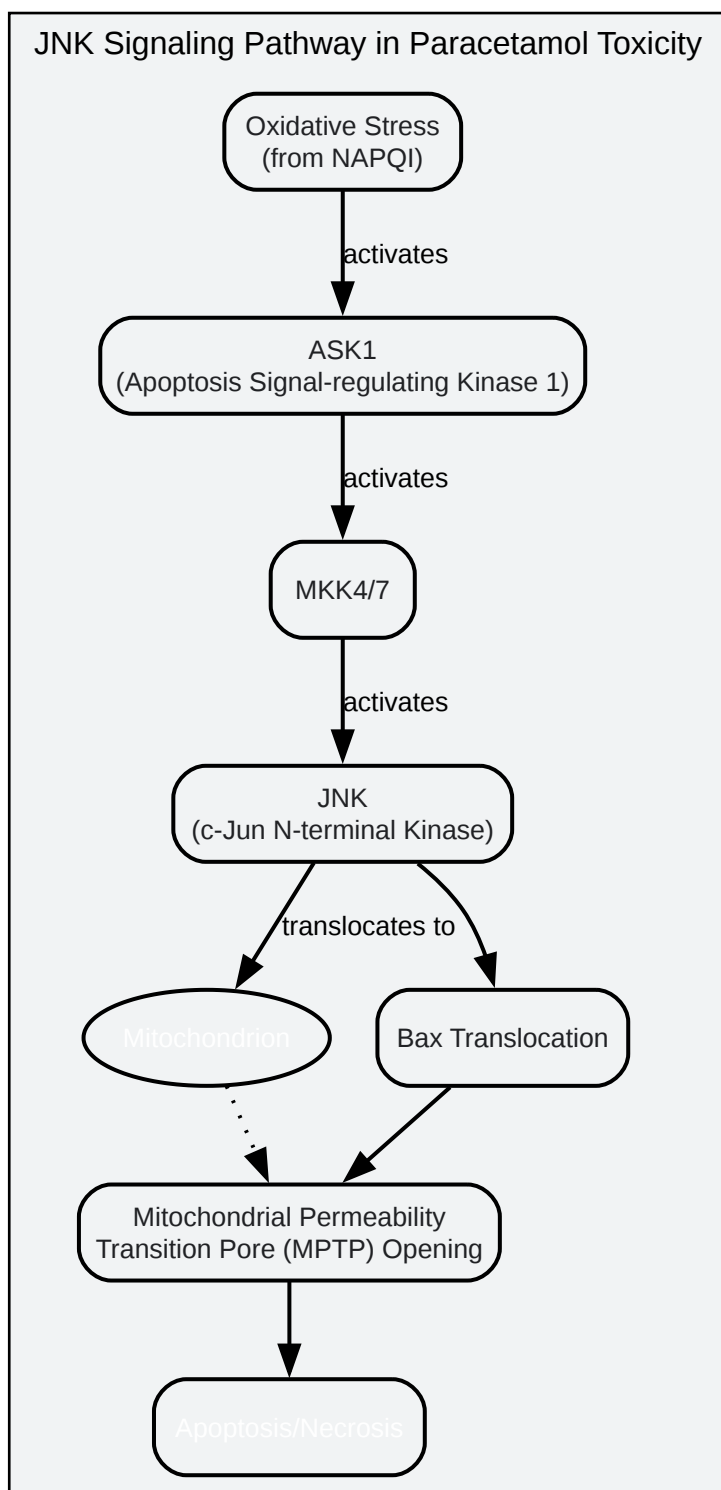 JNK Signaling Pathway in Paracetamol Toxicity
Oxidative Stress
(from NAPQI)
activates
ASK1
(Apoptosis Signal-regulating Kinase 1)
activates
MKK4/7
activates
JNK
(c-Jun N-terminal Kinase)
translocates to
Mitochondrion
Bax Translocation
Mitochondrial Permeability
Transition Pore (MPTP) Opening
Apoptosis/Necrosis